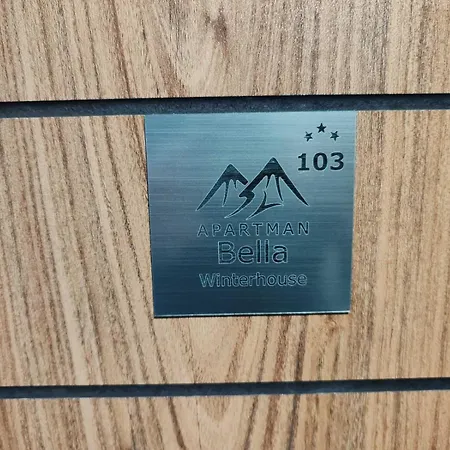 103
APARTMAN
Bella
Winterhouse